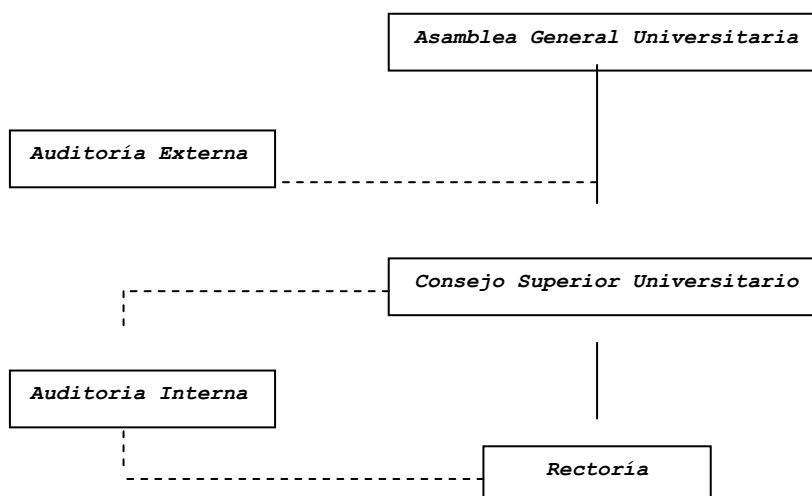 Asamblea General Universitaria
Auditoría Externa
Consejo Superior Universitario
Auditoria Interna
Rectoría